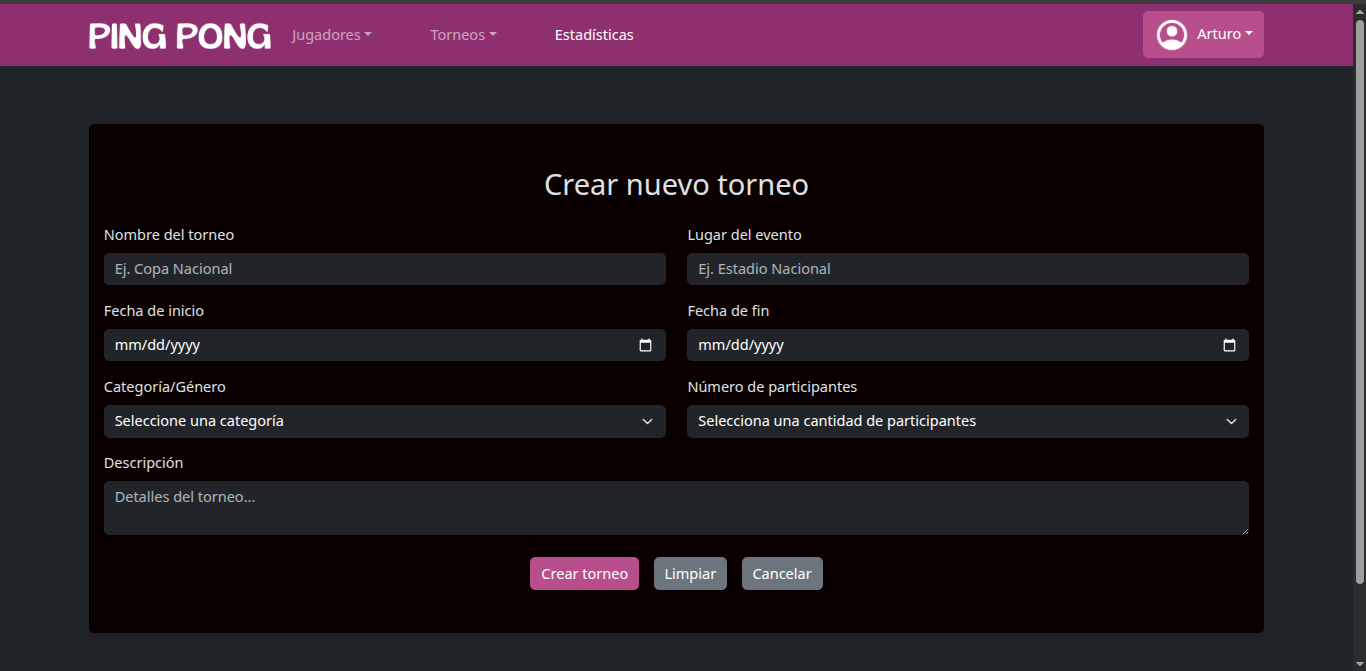 PING PONG Jugadores Torneos Estadísticas Arturo
Crear nuevo torneo
Nombre del torneo Lugar del evento
Ej. Copa Nacional Ej. Estadio Nacional
Fecha de inicio Fecha de fin
mm/dd/yyyy mm/dd/yyyy
Categoría/Género Número de participantes
Seleccione una categoría Selecciona una cantidad de participantes
Descripción
Detalles del torneo...
Crear torneo Limpiar Cancelar